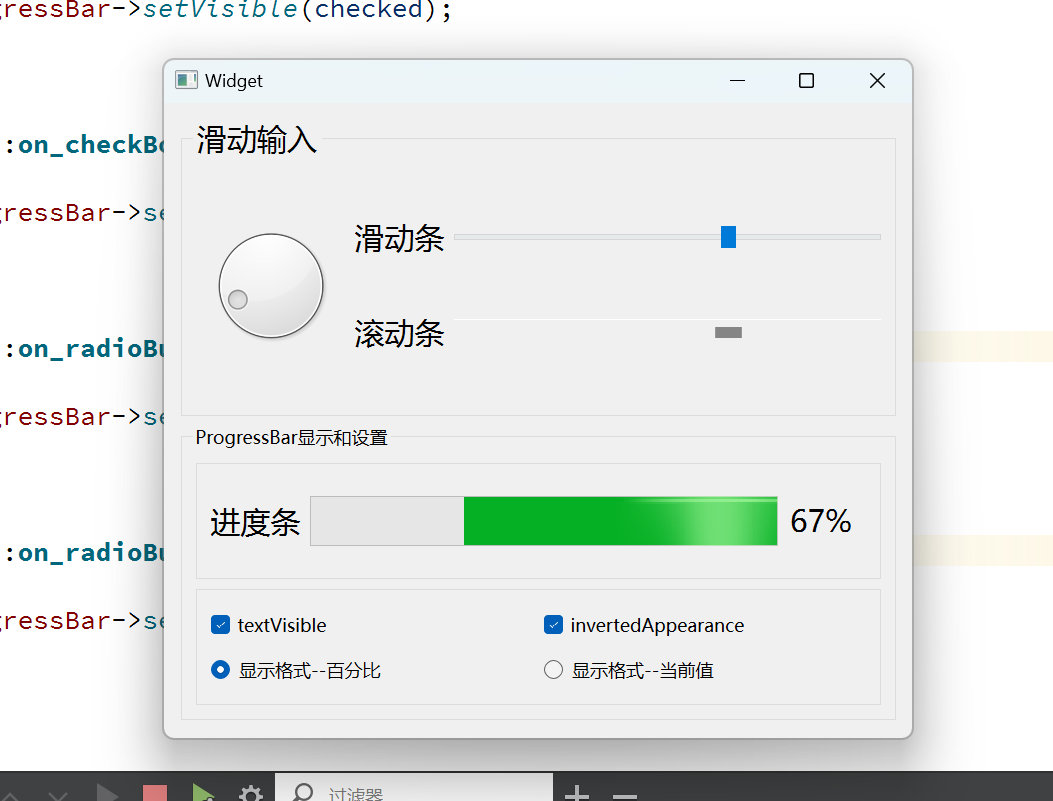 gressBar->setVisible(checked);
Widget
:on_checkBo
滑动输入
gressBar->se
滑动条
滚动条
:on_radioBu
gressBar->se
ProgressBar显示和设置
进度条 67%
:on_radioBu
gressBar->se
textVisible invertedAppearance
显示格式--百分比 显示格式--当前值
过滤器